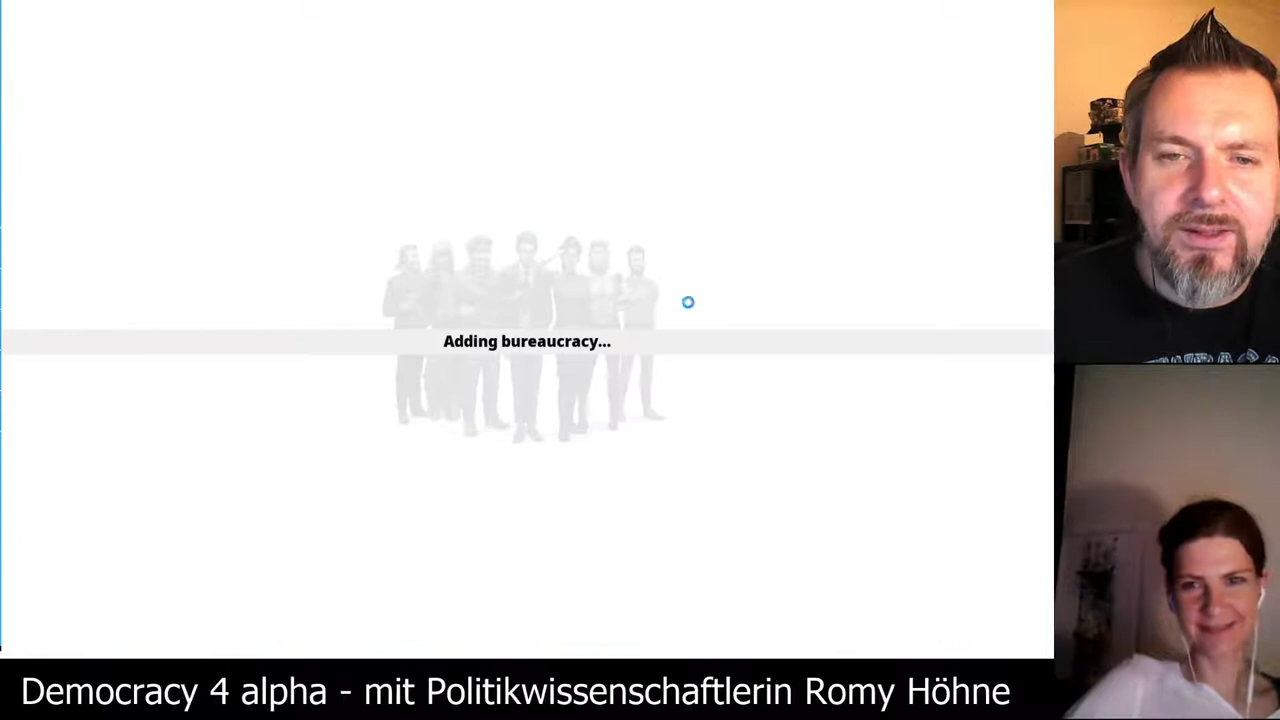 Adding bureaucracy...
Democracy 4 alpha - mit Politikwissenschaftlerin Romy Höhne